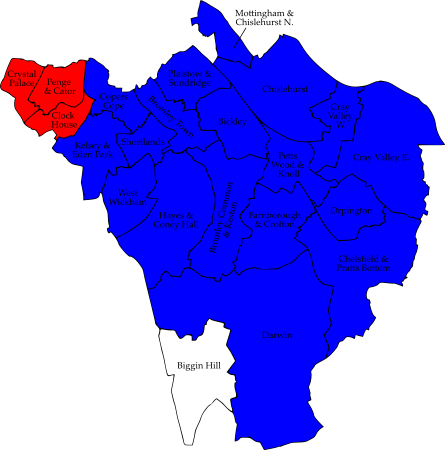 Mottingham &
Chislehurst N.
Crystal
Palace
Penge
& Cator
Clock
House
Copers
Cope
Plaistow &
Sundridge
Bromley Town
Bickley
Chislehurst
Cray
Valley
W.
Cray Valley E.
Kelsey &
Eden Park
Shortlands
West
Wickham
Hayes &
Coney Hall
Bromley Common
& Keston
Petts
Wood &
Knoll
Farnborough
& Crofton
Orpington
Chelsfield &
Pratts Bottom
Darwin
Biggin Hill